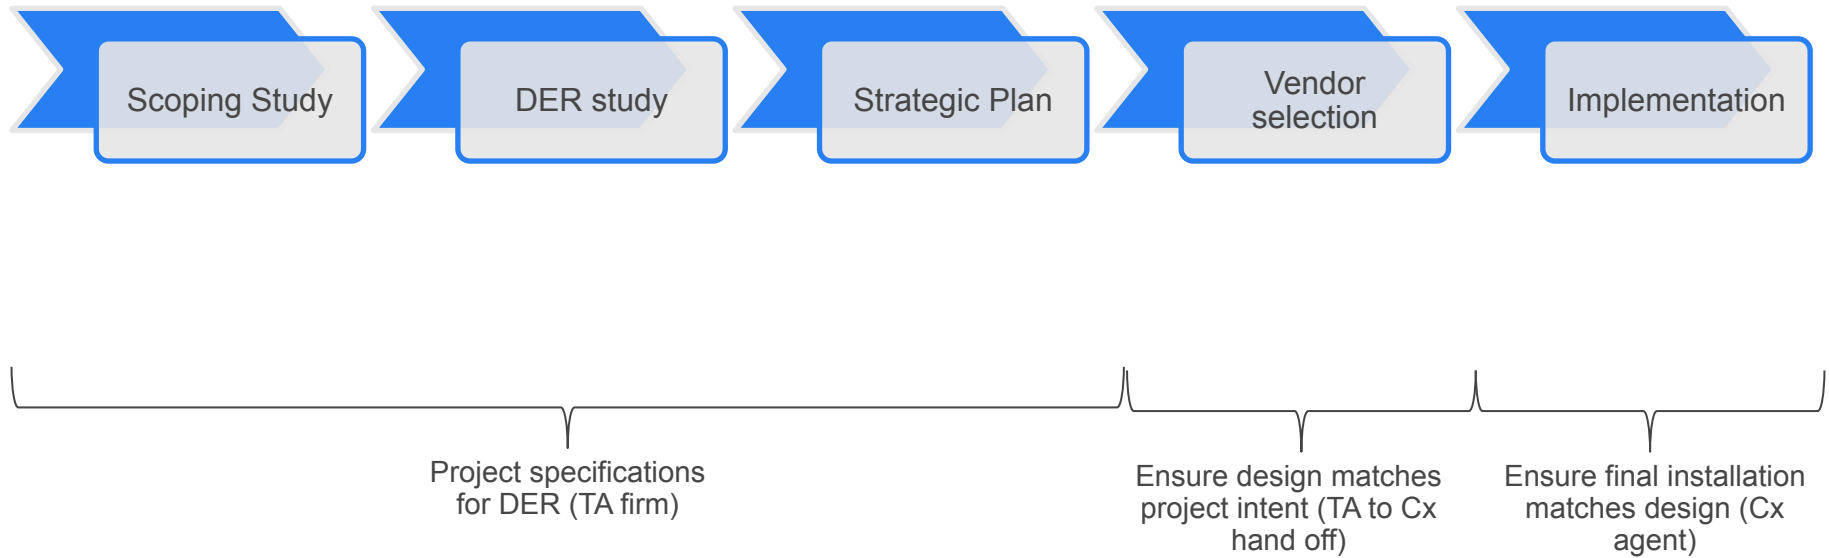 Scoping Study
DER study
Strategic Plan
Vendor
selection
Implementation
Project specifications
for DER (TA firm)
Ensure design matches
project intent (TA to Cx
hand off)
Ensure final installation
matches design (Cx
agent)